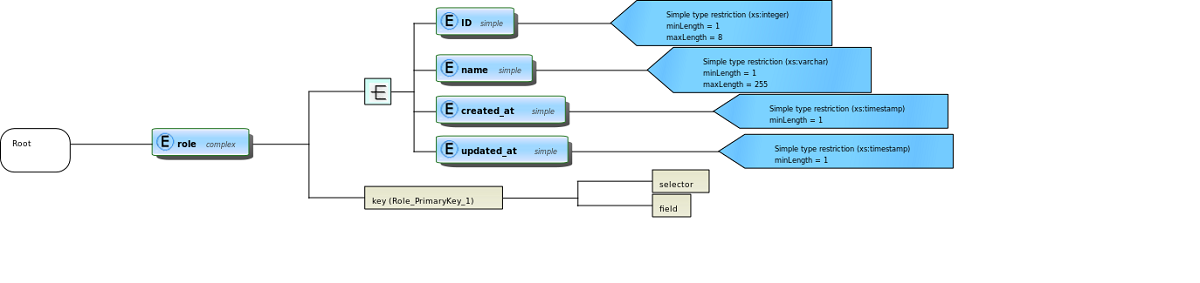 E ID simple
Simple type restriction (xs:integer)
minLength = 1
maxLength = 8
E name simple
Simple type restriction (xs:varchar)
minLength = 1
maxLength = 255
E created_at simple
Simple type restriction (xs:timestamp)
minLength = 1
Root
E role complex
E updated_at simple
Simple type restriction (xs:timestamp)
minLength = 1
key (Role_PrimaryKey_1)
selector
field